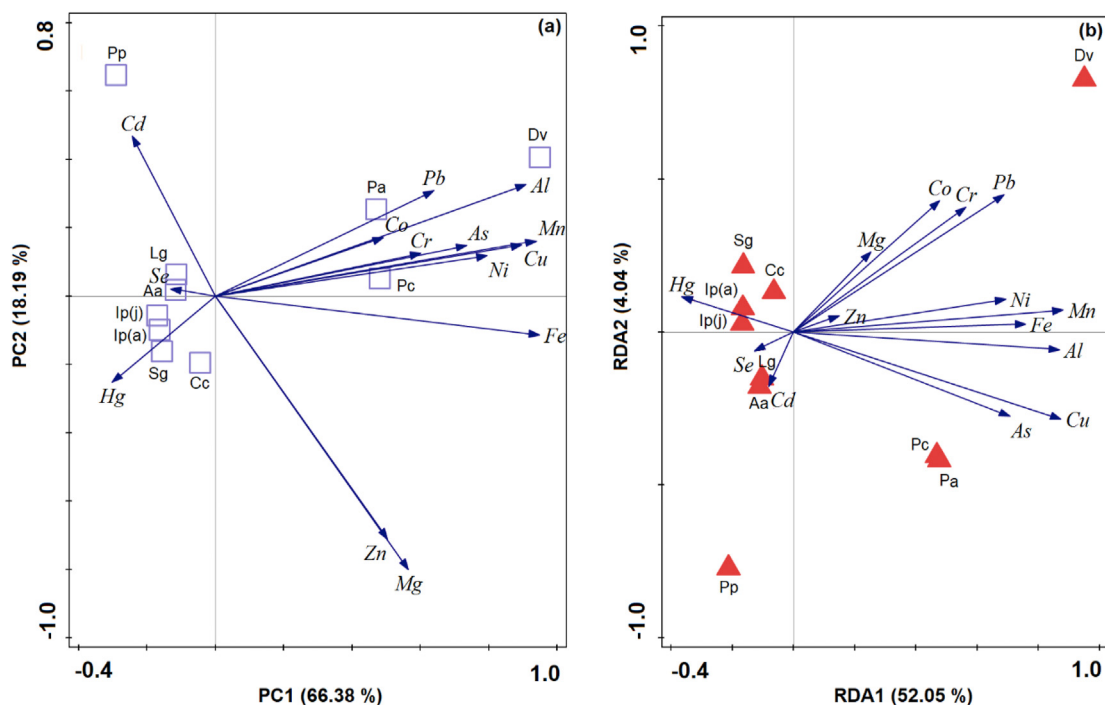 (a)
0.8
Pp
Cd
Dv
Al
Pb
Pa
Co
Cr
As
Mn
Cu
Ni
Pc
Lg
Se
Aa
Ip(j)
Ip(a)
Sg
Cc
Hg
Fe
Zn
Mg
PC2 (18.19 %)
-1.0
-0.4
1.0
PC1 (66.38 %)
(b)
1.0
Dv
Co
Cr
Pb
Mg
Sg
Cc
Hg
Ip(a)
Ip(j)
Zn
Ni
Mn
Fe
Al
Se
Lg
Aa
Cd
As
Cu
Pc
Pa
Pp
RDA2 (4.04 %)
-1.0
-0.4
1.0
RDA1 (52.05 %)